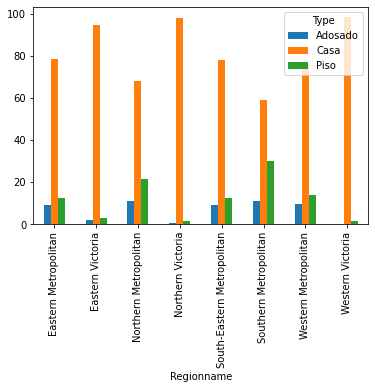 Type
Adosado
Casa
Piso
100
80
60
40
20
0
Eastern Metropolitan
Eastern Victoria
Northern Metropolitan
Northern Victoria
South-Eastern Metropolitan
Southern Metropolitan
Western Metropolitan
Western Victoria
Regionname